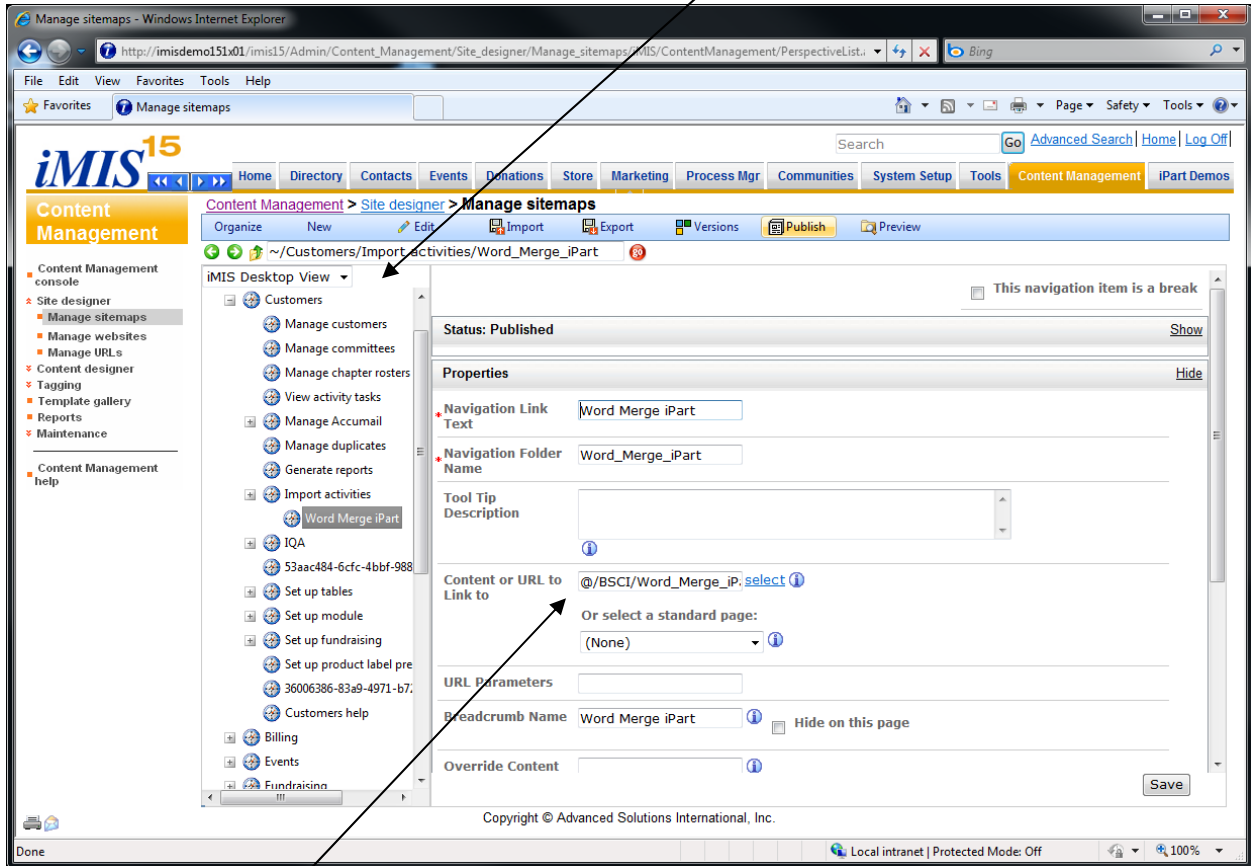 Manage sitemaps - Windows Internet Explorer
http://imisdemo151x01/imis15/Admin/Content_Management/Site_designer/Manage_sitemaps/iMIS/ContentManagement/PerspectiveList.
Bing
File Edit View Favorites Tools Help
Favorites Manage sitemaps Page Safety Tools
iMIS 15
Search Go Advanced Search Home Log Off
Home Directory Contacts Events Donations Store Marketing Process Mgr Communities System Setup Tools Content Management iPart Demos
Content Management
Content Management > Site designer > Manage sitemaps
Organize New Edit Import Export Versions Publish Preview
~/Customers/Import activities/Word_Merge_iPart go
Content Management console
Site designer
Manage sitemaps
Manage websites
Manage URLs
Content designer
Tagging
Template gallery
Reports
Maintenance
Content Management help
iMIS Desktop View
Customers
Manage customers
Manage committees
Manage chapter rosters
View activity tasks
Manage Accumail
Manage duplicates
Generate reports
Import activities
Word Merge iPart
IQA
53aac484-6cfc-4bbf-988
Set up tables
Set up module
Set up fundraising
Set up product label pre
36006386-83a9-4971-b72
Customers help
Billing
Events
Fundraising
This navigation item is a break
Status: Published Show
Properties Hide
* Navigation Link Text Word Merge iPart
* Navigation Folder Name Word_Merge_iPart
Tool Tip Description
Content or URL to Link to @/BSCI/Word_Merge_iP. select
Or select a standard page:
(None)
URL Parameters
Breadcrumb Name Word Merge iPart Hide on this page
Override Content
Save
Copyright © Advanced Solutions International, Inc.
Done Local intranet | Protected Mode: Off 100%